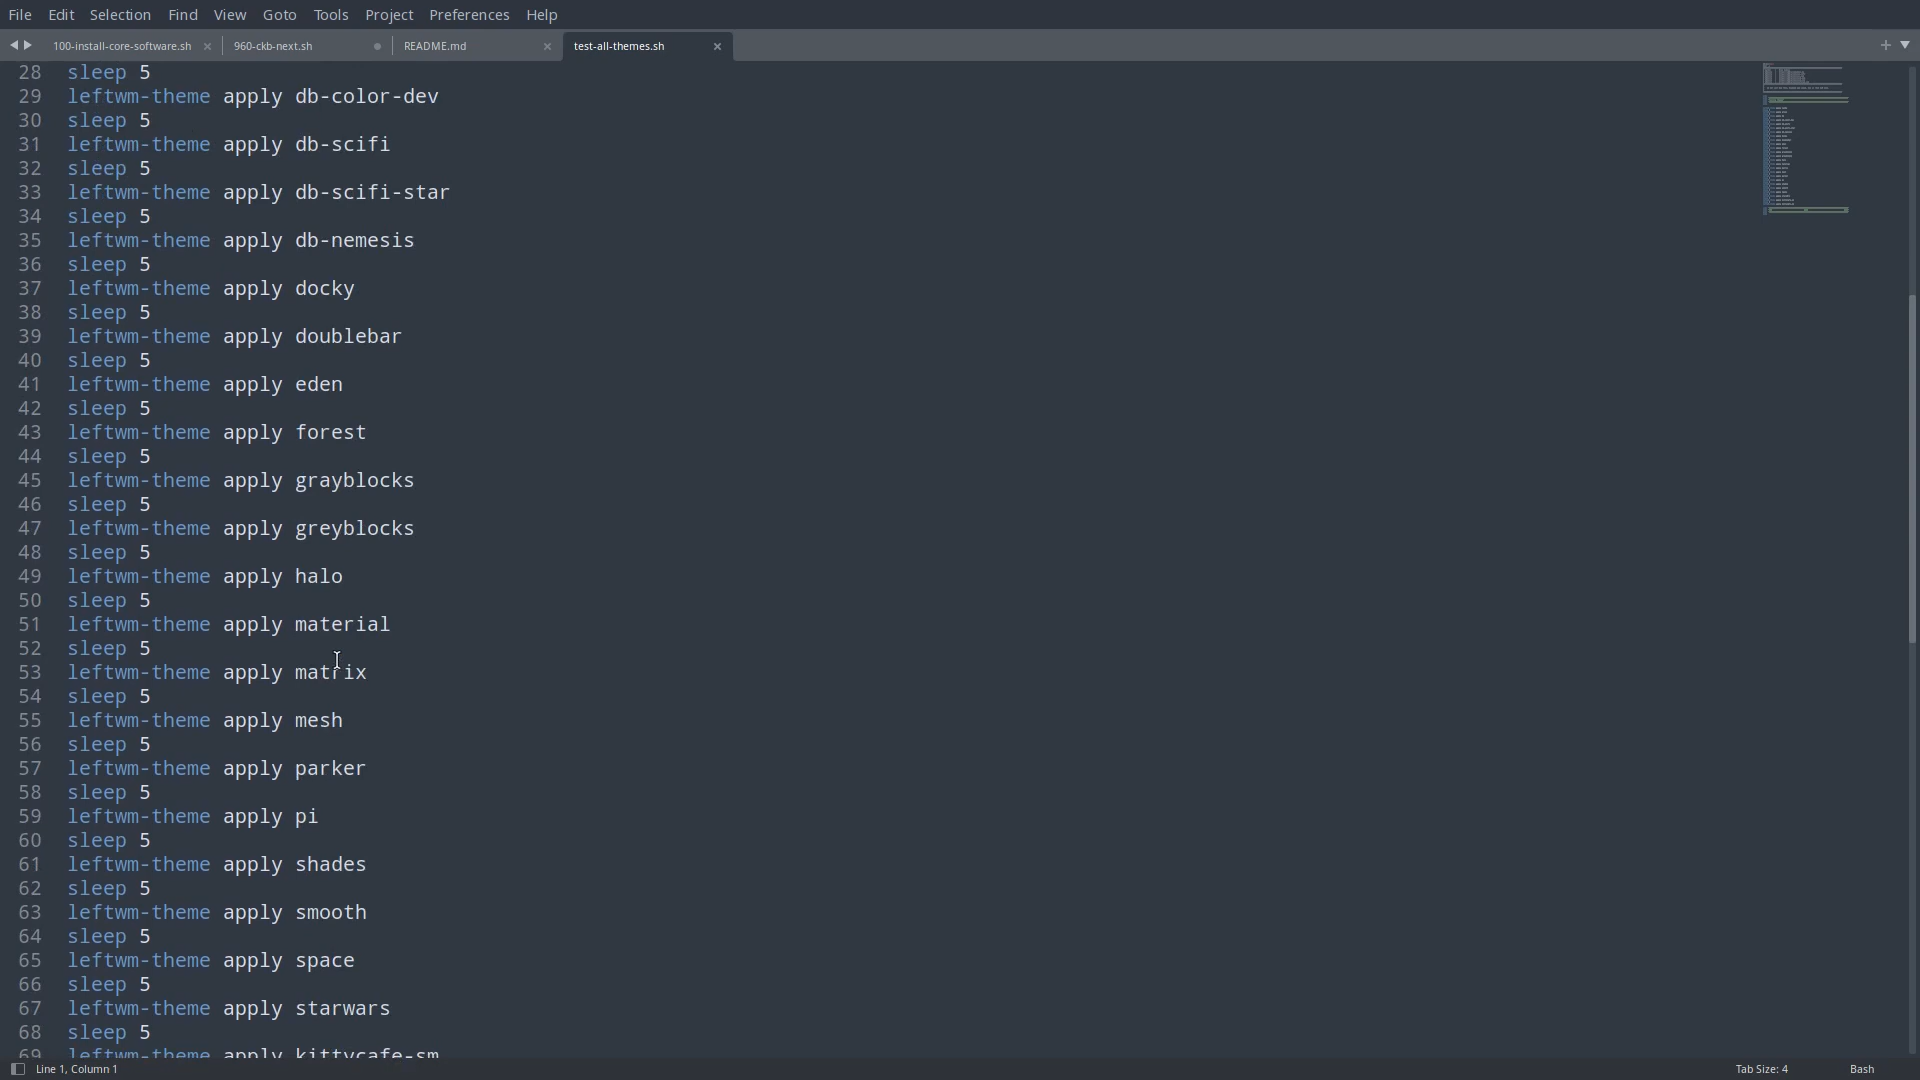 File Edit Selection Find View Goto Tools Project Preferences Help
100-install-core-software.sh 960-ckb-next.sh README.md test-all-themes.sh
28 sleep 5
29 leftwm-theme apply db-color-dev
30 sleep 5
31 leftwm-theme apply db-scifi
32 sleep 5
33 leftwm-theme apply db-scifi-star
34 sleep 5
35 leftwm-theme apply db-nemesis
36 sleep 5
37 leftwm-theme apply docky
38 sleep 5
39 leftwm-theme apply doublebar
40 sleep 5
41 leftwm-theme apply eden
42 sleep 5
43 leftwm-theme apply forest
44 sleep 5
45 leftwm-theme apply grayblocks
46 sleep 5
47 leftwm-theme apply greyblocks
48 sleep 5
49 leftwm-theme apply halo
50 sleep 5
51 leftwm-theme apply material
52 sleep 5
53 leftwm-theme apply matrix
54 sleep 5
55 leftwm-theme apply mesh
56 sleep 5
57 leftwm-theme apply parker
58 sleep 5
59 leftwm-theme apply pi
60 sleep 5
61 leftwm-theme apply shades
62 sleep 5
63 leftwm-theme apply smooth
64 sleep 5
65 leftwm-theme apply space
66 sleep 5
67 leftwm-theme apply starwars
68 sleep 5
69 leftwm-theme apply kittycafe-sm
Line 1, Column 1 Tab Size: 4 Bash